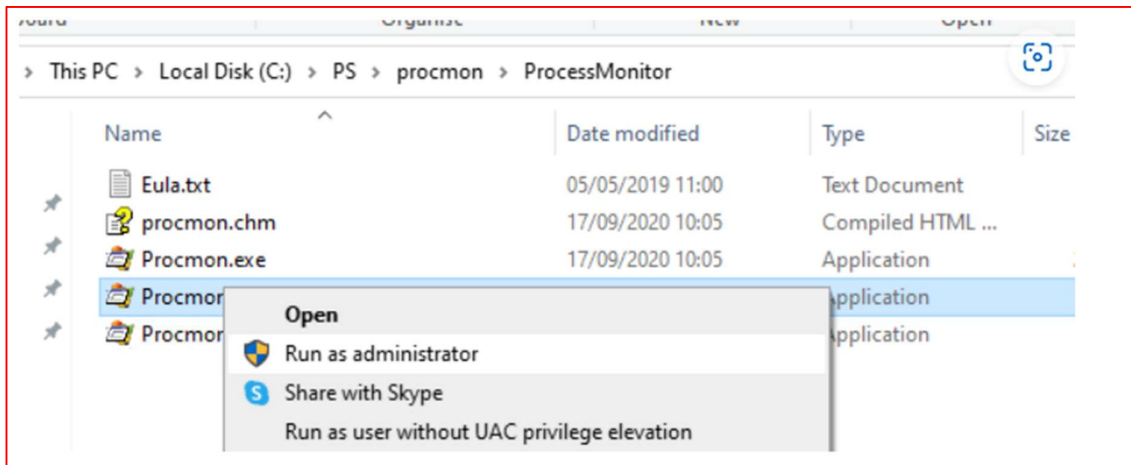 > This PC > Local Disk (C:) > PS > procmon > ProcessMonitor
Name Date modified Type Size
Eula.txt 05/05/2019 11:00 Text Document
procmon.chm 17/09/2020 10:05 Compiled HTML ...
Procmon.exe 17/09/2020 10:05 Application
Procmon
Application
Open
Procmon
Application
Run as administrator
Share with Skype
Run as user without UAC privilege elevation